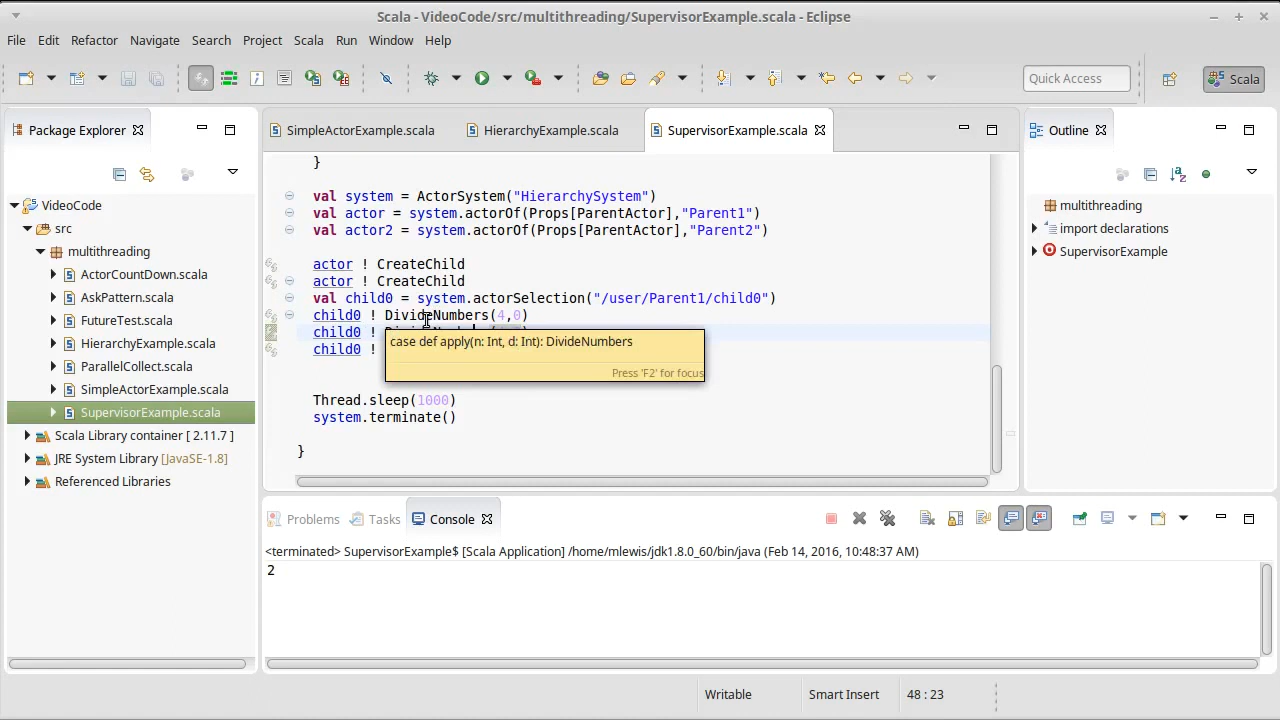 Scala - VideoCode/src/multithreading/SupervisorExample.scala - Eclipse
File Edit Refactor Navigate Search Project Scala Run Window Help
Quick Access
Scala
Package Explorer
VideoCode
src
multithreading
ActorCountDown.scala
AskPattern.scala
FutureTest.scala
HierarchyExample.scala
ParallelCollect.scala
SimpleActorExample.scala
SupervisorExample.scala
Scala Library container [ 2.11.7 ]
JRE System Library [JavaSE-1.8]
Referenced Libraries
SimpleActorExample.scala HierarchyExample.scala SupervisorExample.scala
}
val system = ActorSystem("HierarchySystem")
val actor = system.actorOf(Props[ParentActor],"Parent1")
val actor2 = system.actorOf(Props[ParentActor],"Parent2")
actor ! CreateChild
actor ! CreateChild
val child0 = system.actorSelection("/user/Parent1/child0")
child0 ! DivideNumbers(4,0)
child0 !
child0 !
case def apply(n: Int, d: Int): DivideNumbers
Press 'F2' for focus
Thread.sleep(1000)
system.terminate()
}
Outline
multithreading
import declarations
SupervisorExample
Problems Tasks Console
<terminated> SupervisorExample$ [Scala Application] /home/mlewis/jdk1.8.0_60/bin/java (Feb 14, 2016, 10:48:37 AM)
2
Writable Smart Insert 48 : 23